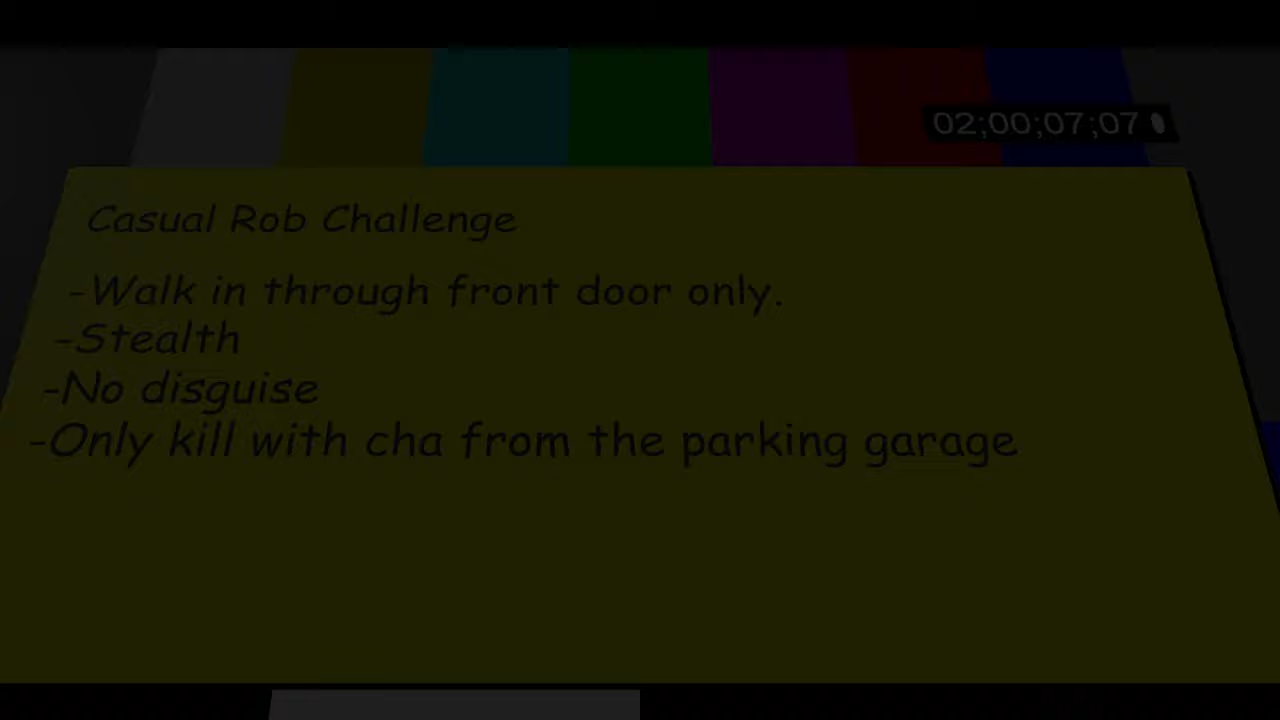 02;00;07;07
Casual Rob Challenge
-Walk in through front door only.
-Stealth
-No disguise
-Only kill with cha from the parking garage